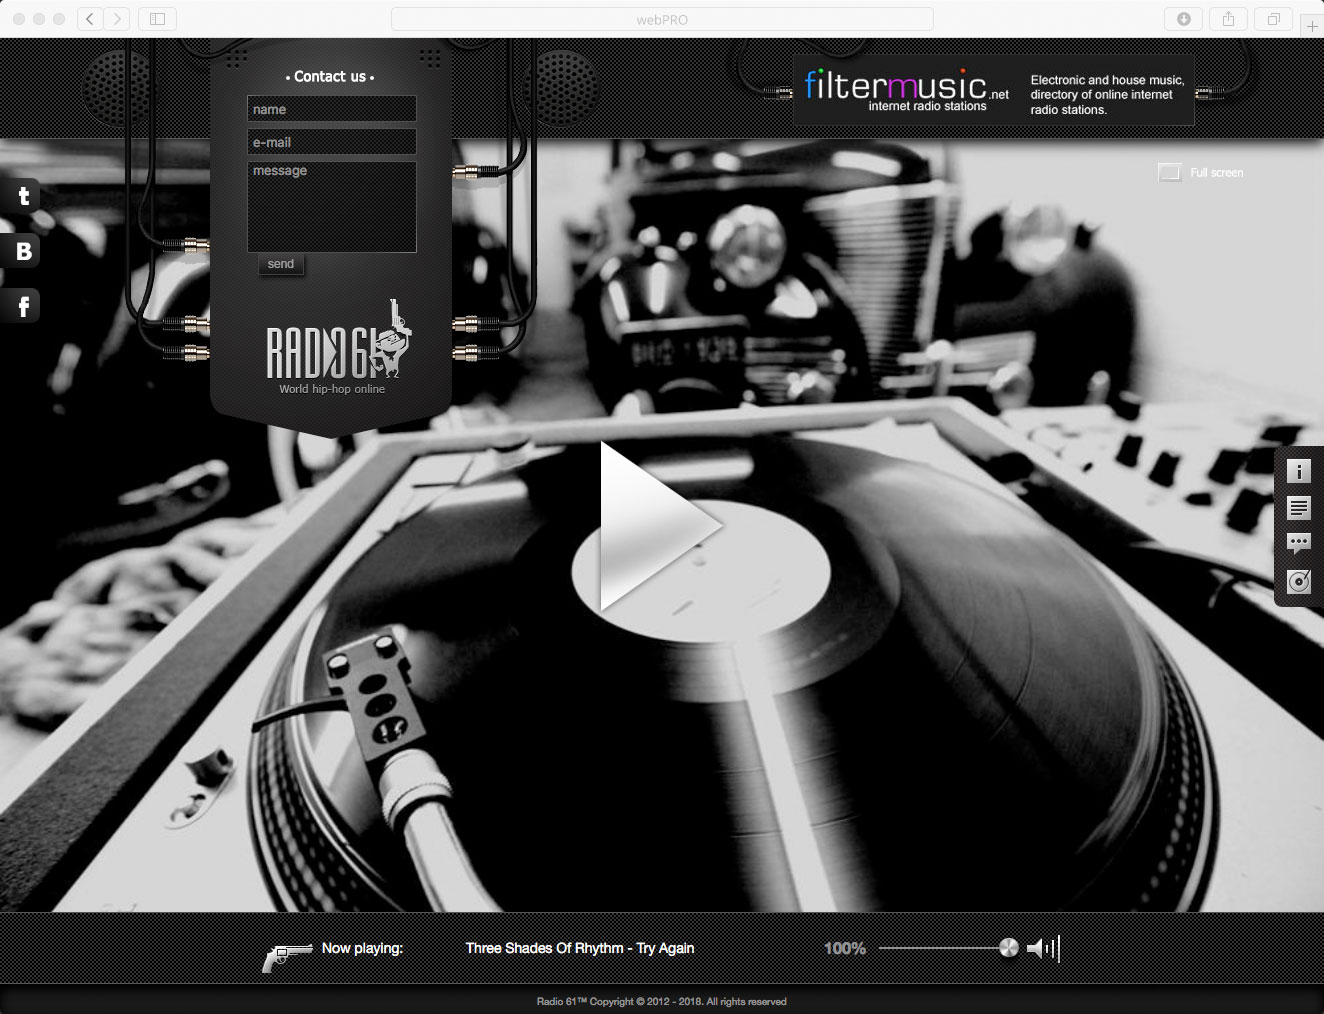 webPRO
• Contact us •
name
e-mail
message
send
RADIO61
World hip-hop online
filtermusic.net
internet radio stations
Electronic and house music,
directory of online internet
radio stations.
Full screen
t
B
f
i
Now playing:
Three Shades Of Rhythm - Try Again
100%
Radio 61™ Copyright © 2012 - 2018. All rights reserved